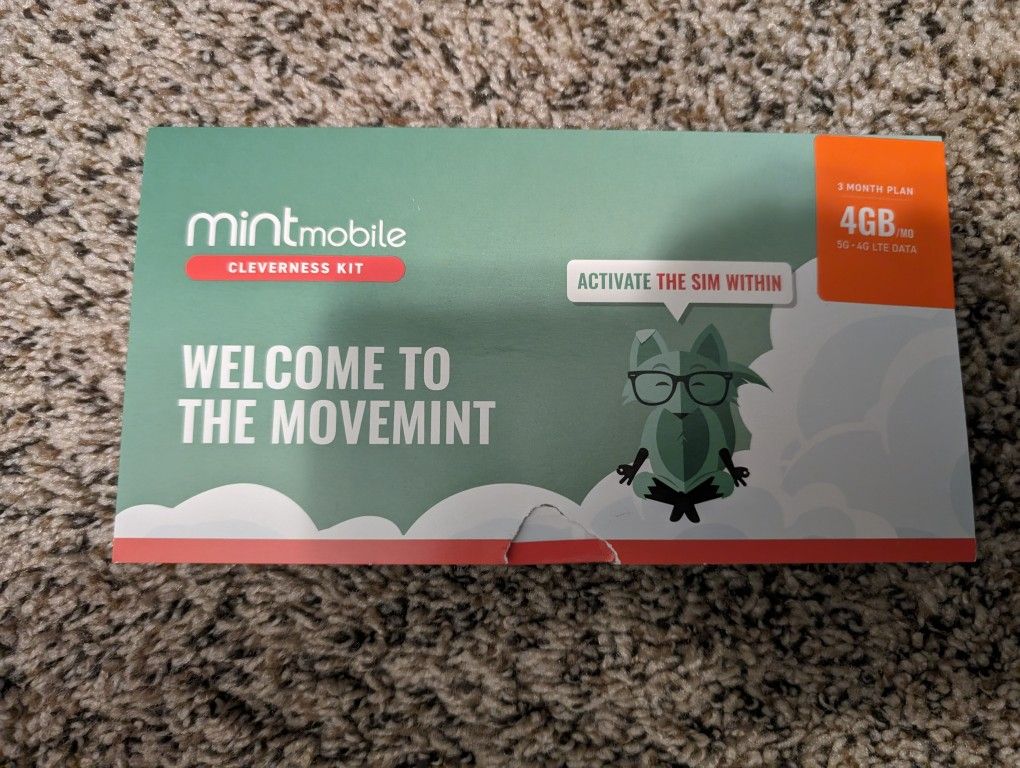 mintmobile
CLEVERNESS KIT
WELCOME TO
THE MOVEMINT
ACTIVATE THE SIM WITHIN
3 MONTH PLAN
4GB/MO
5G • 4G LTE DATA